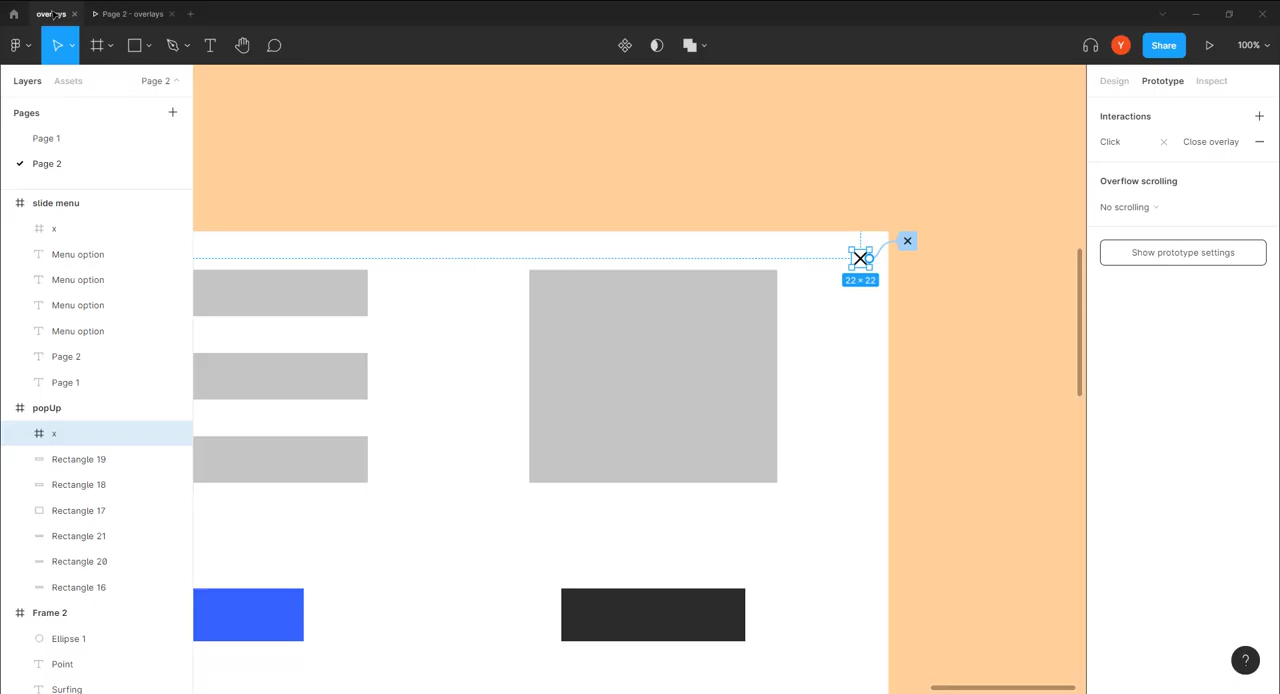 overlays
Page 2 - overlays
Y
Share
100%
Layers
Assets
Page 2
Design
Prototype
Inspect
Pages
Page 1
Page 2
Interactions
Click
Close overlay
Overflow scrolling
No scrolling
Show prototype settings
slide menu
x
Menu option
Menu option
Menu option
Menu option
Page 2
Page 1
popUp
x
Rectangle 19
Rectangle 18
Rectangle 17
Rectangle 21
Rectangle 20
Rectangle 16
Frame 2
Ellipse 1
Point
Surfing
22 × 22
?